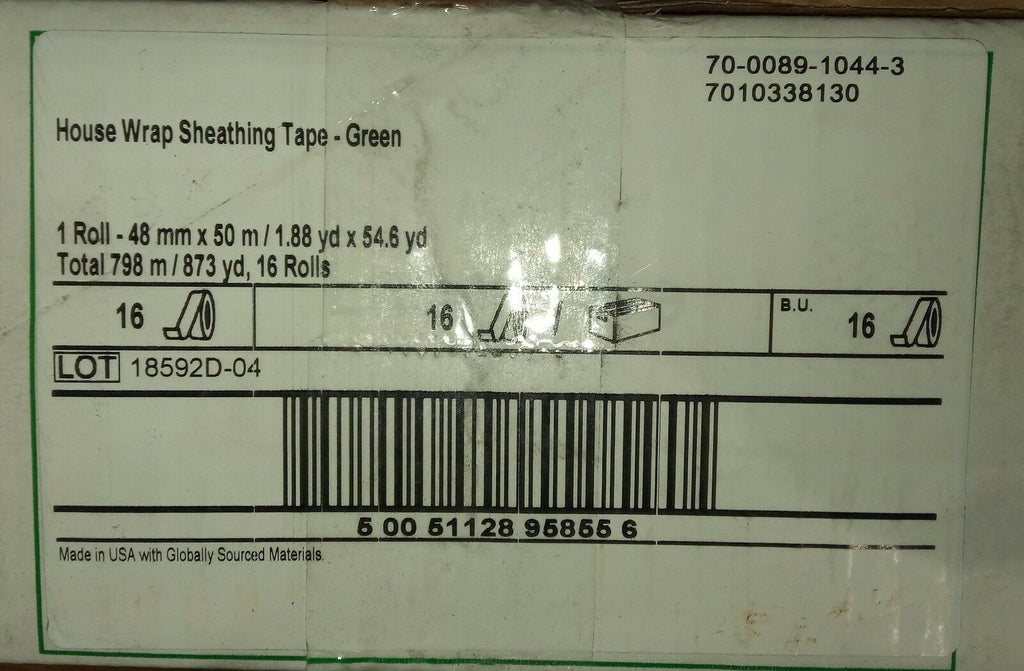 70-0089-1044-3
7010338130
House Wrap Sheathing Tape - Green
1 Roll - 48 mm x 50 m / 1.88 yd x 54.6 yd
Total 798 m / 873 yd, 16 Rolls
16 16 B.U. 16
LOT 18592D-04
5 00 51128 95855 6
Made in USA with Globally Sourced Materials.